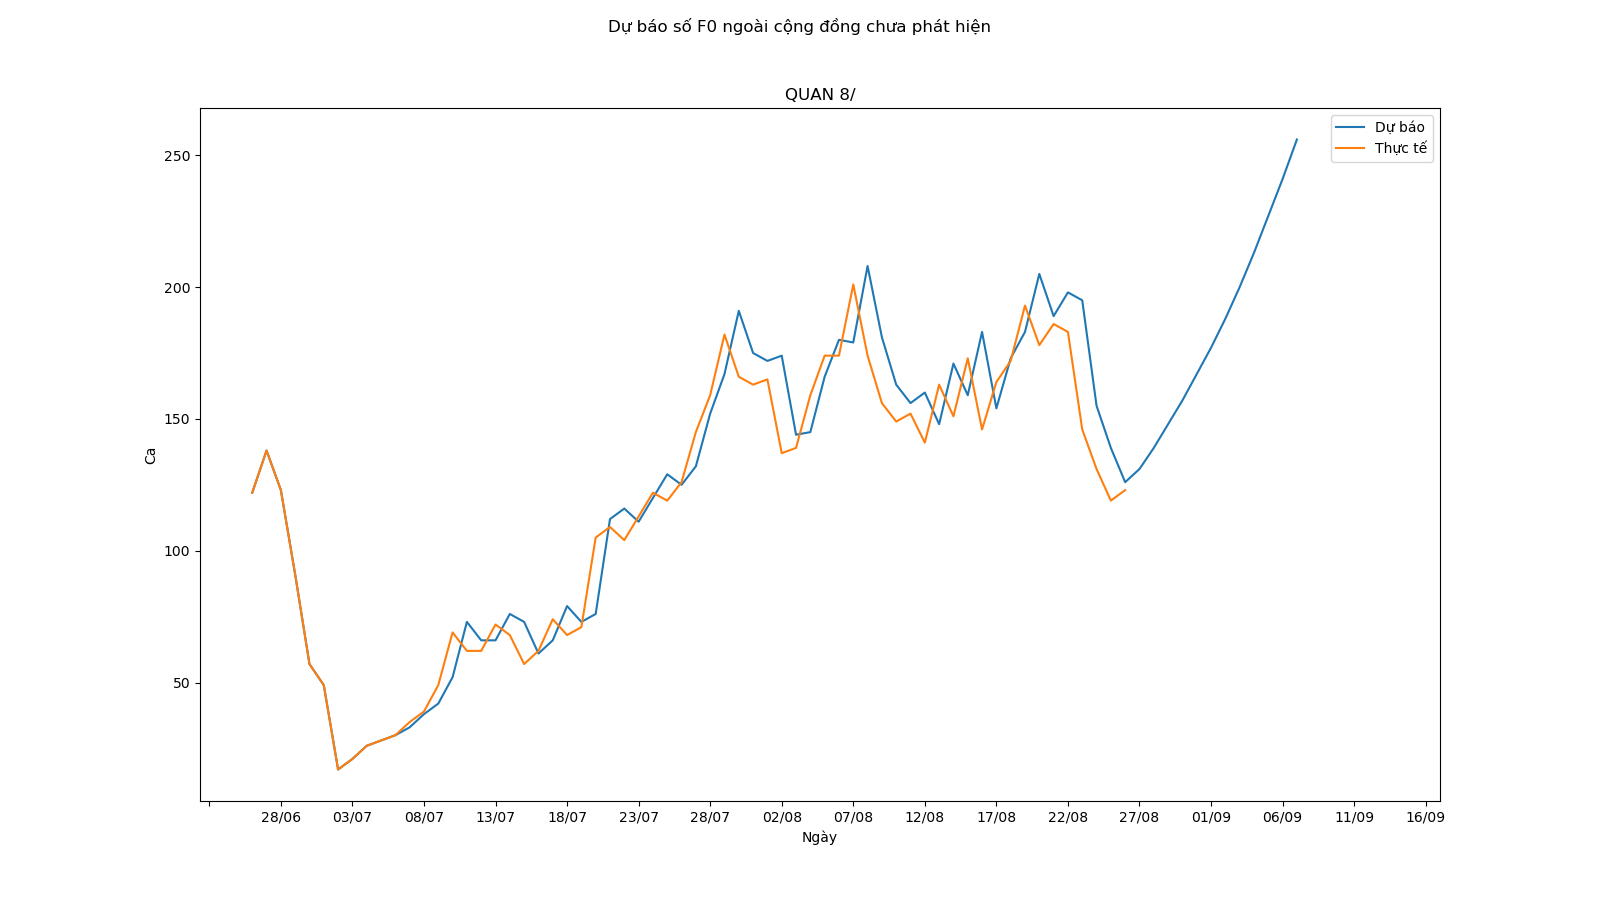 Dự báo số F0 ngoài cộng đồng chưa phát hiện
QUAN 8/
Dự báo
Thực tế
250
200
150
100
50
Ca
28/06 03/07 08/07 13/07 18/07 23/07 28/07 02/08 07/08 12/08 17/08 22/08 27/08 01/09 06/09 11/09 16/09
Ngày